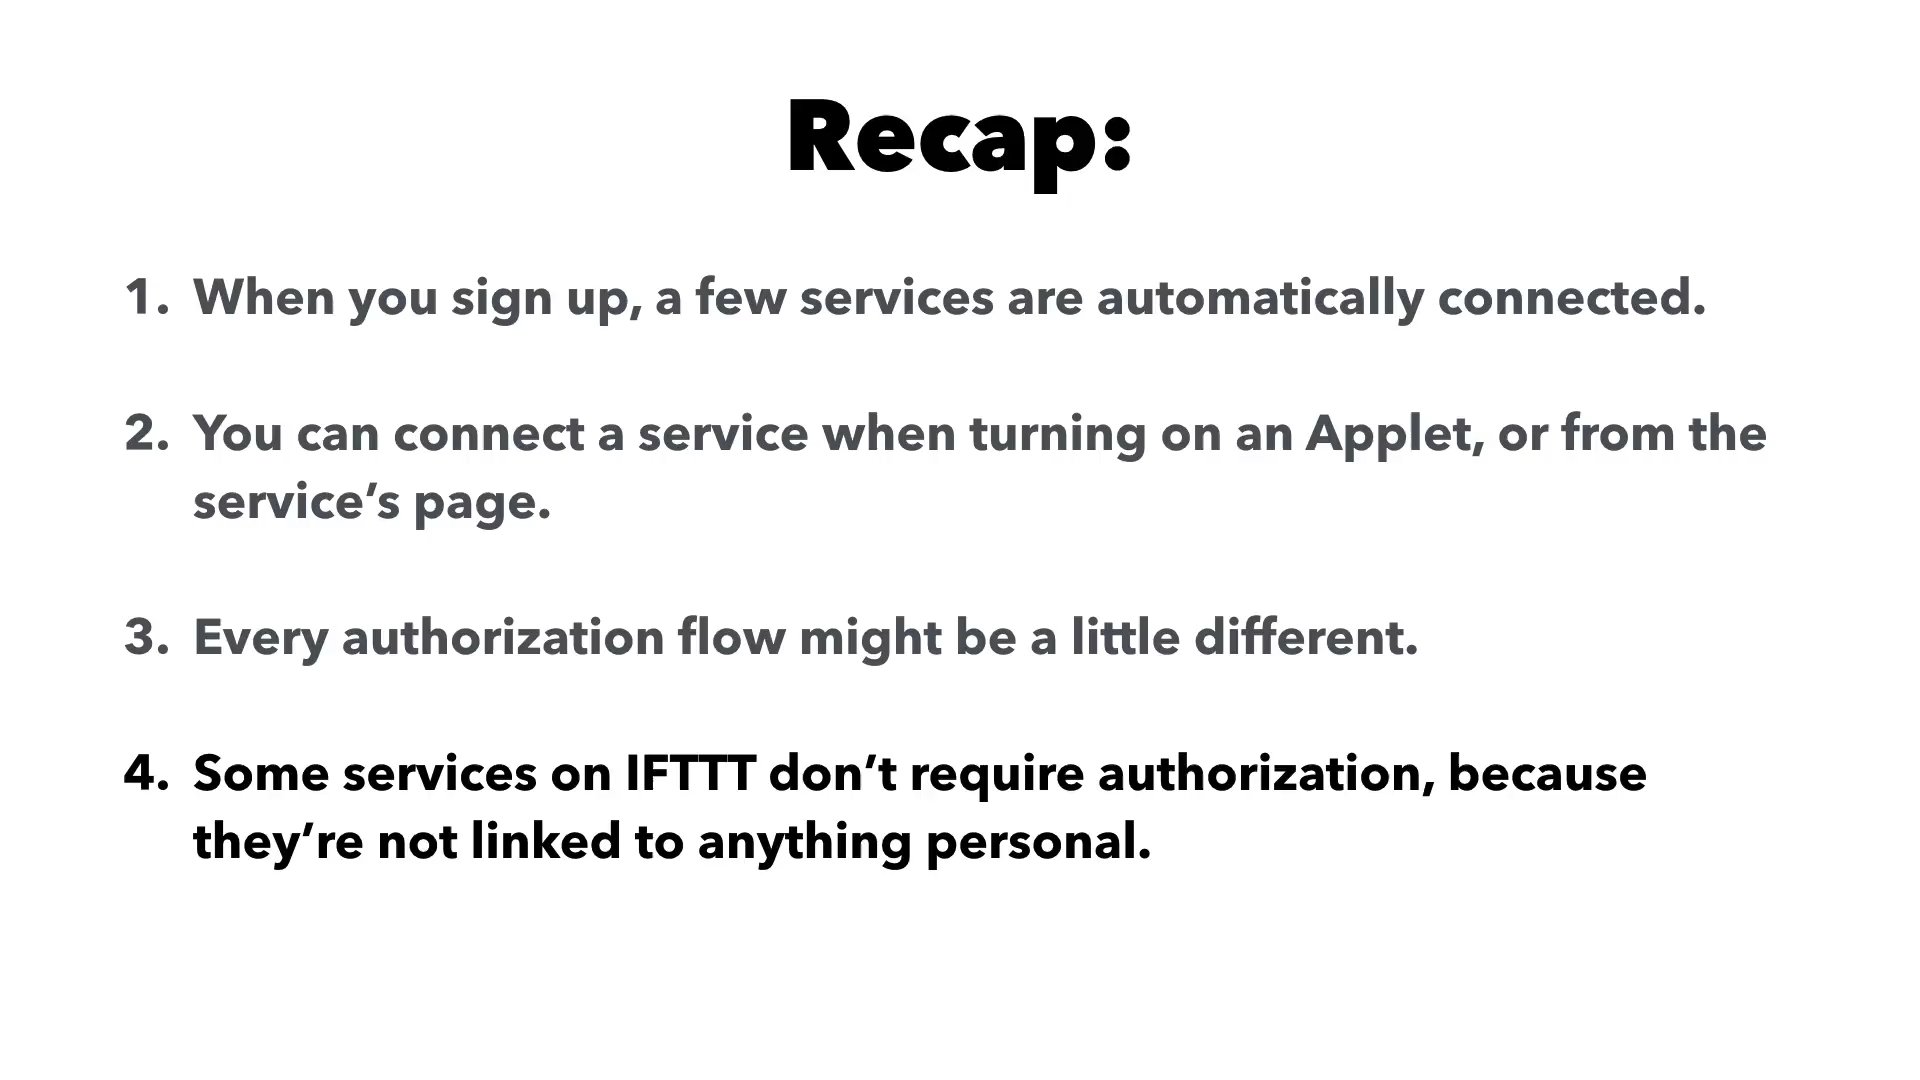 Recap:
1. When you sign up, a few services are automatically connected.
2. You can connect a service when turning on an Applet, or from the
service’s page.
3. Every authorization flow might be a little different.
4. Some services on IFTTT don’t require authorization, because
they’re not linked to anything personal.